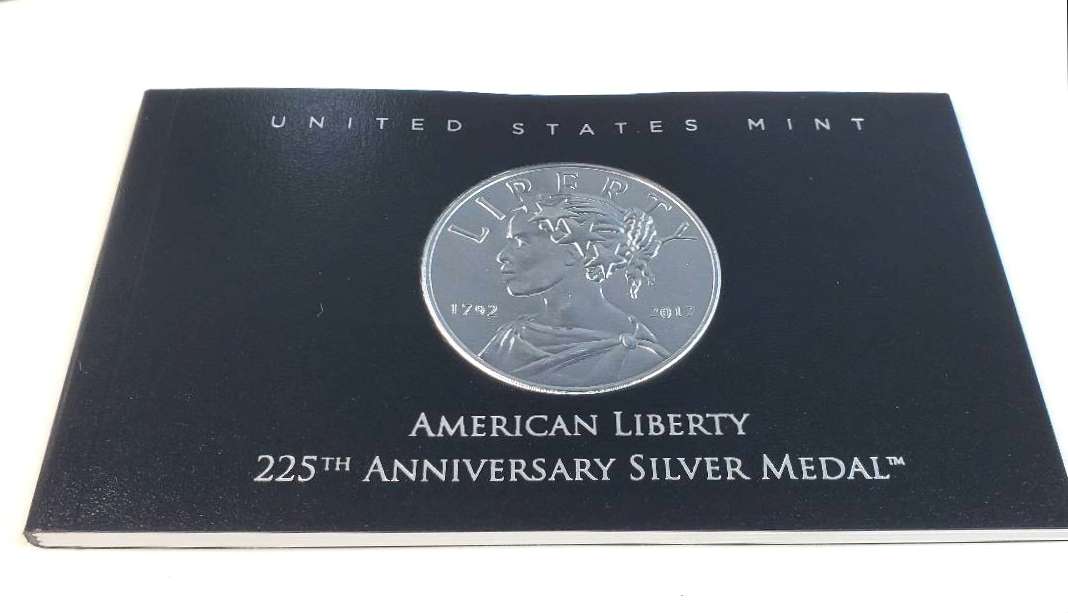 UNITED STATES MINT
LIBERTY
1792 2017
AMERICAN LIBERTY
225TH ANNIVERSARY SILVER MEDAL™